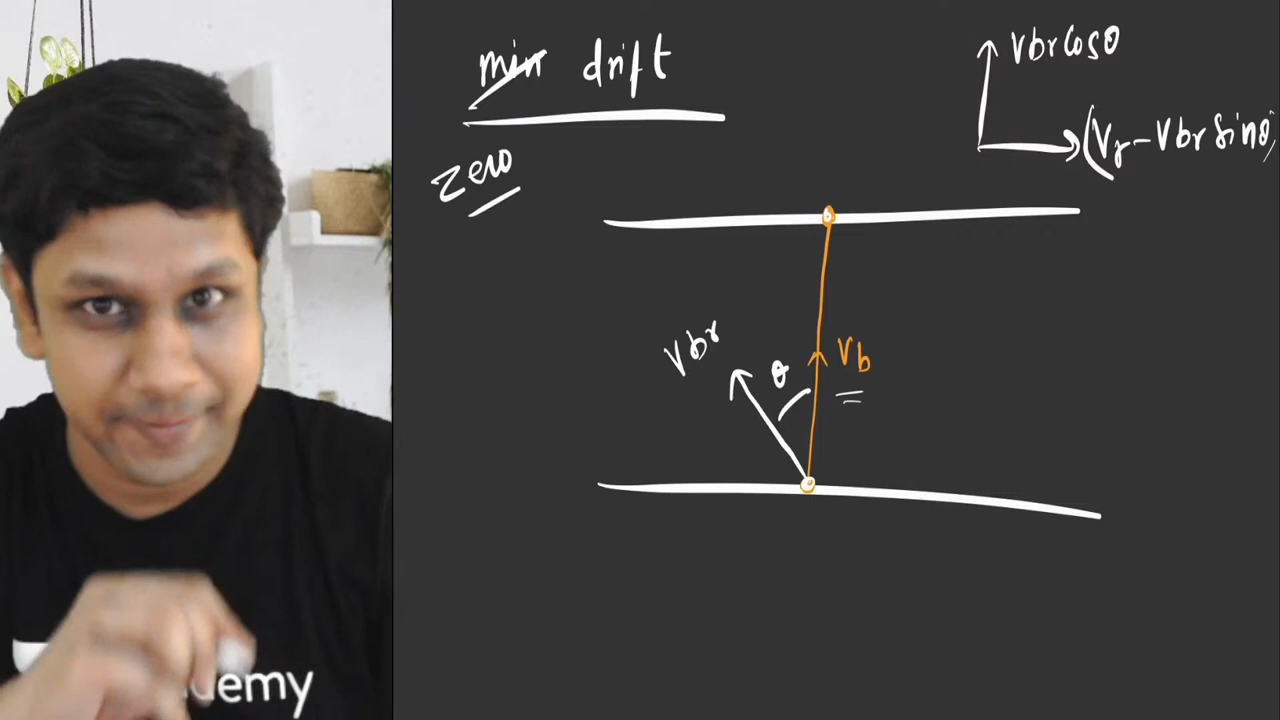 min drift
zero
Vbr Cosθ
(Vr - Vbr Sinθ)
Vbr
θ
Vb
demy